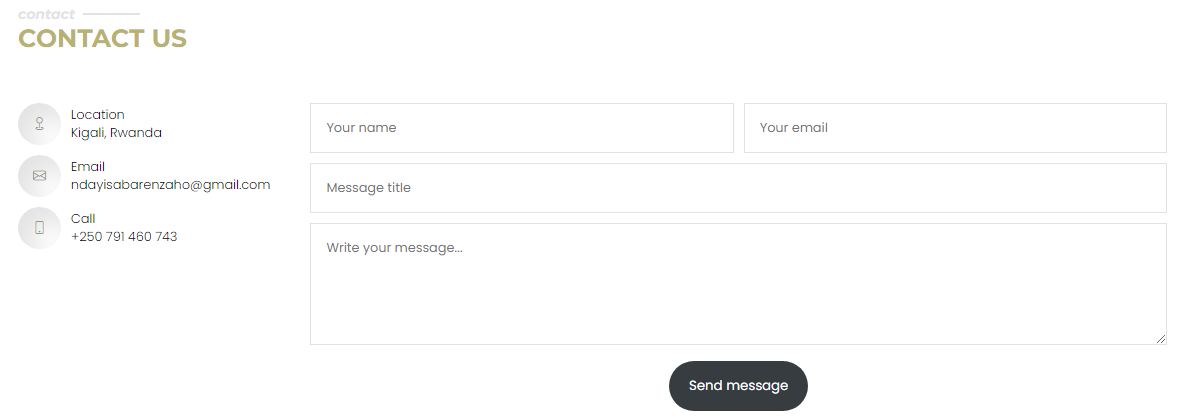 contact
CONTACT US
Location
Kigali, Rwanda
Email
ndayisabarenzaho@gmail.com
Call
+250 791 460 743
Your name
Your email
Message title
Write your message...
Send message